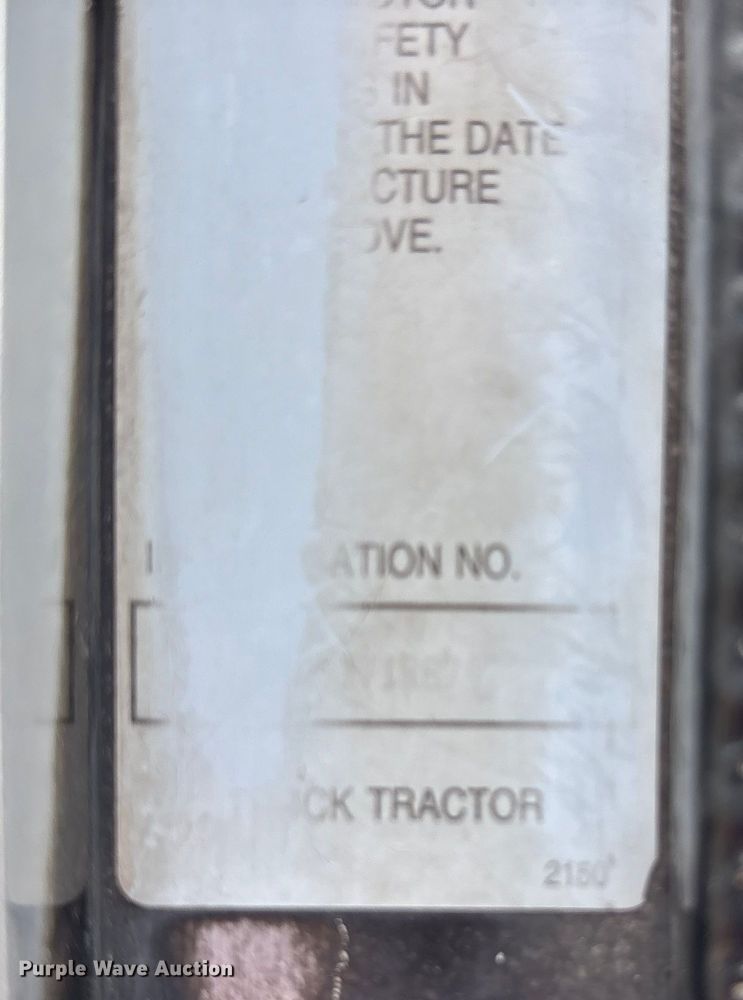 FETY
IN
THE DATE
CTURE
OVE.
ATION NO.
CK TRACTOR
2150
Purple Wave Auction